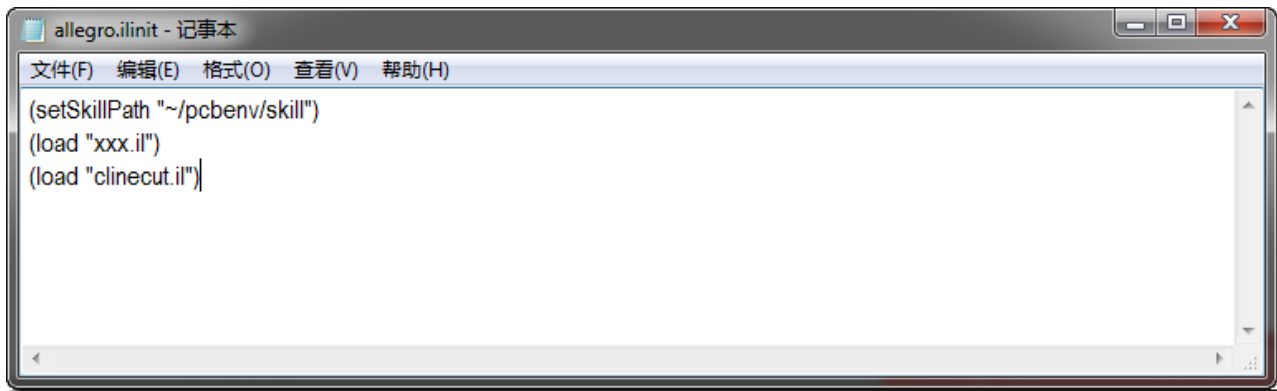 allegro.ilinit - 记事本
文件(F) 编辑(E) 格式(O) 查看(V) 帮助(H)
(setSkillPath "~/pcbenv/skill")
(load "xxx.il")
(load "clinecut.il")